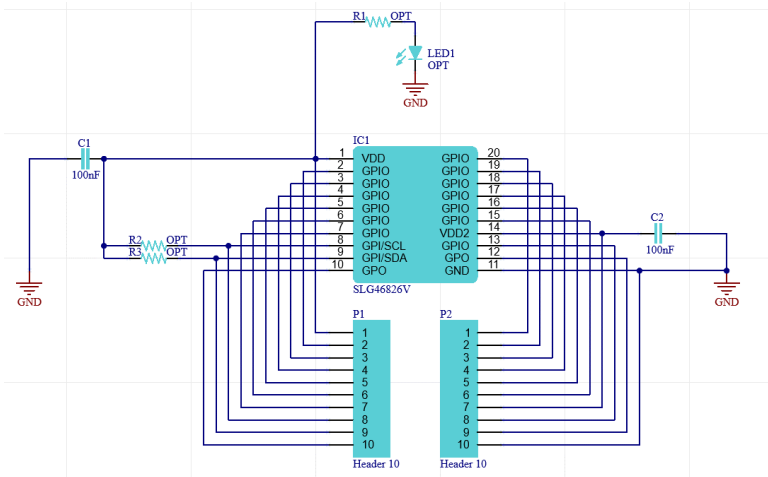 R1 OPT
LED1
OPT
GND
C1
100nF
IC1
1 VDD GPIO 20
2 GPIO GPIO 19
3 GPIO GPIO 18
4 GPIO GPIO 17
5 GPIO GPIO 16
6 GPIO GPIO 15
7 GPIO VDD2 14
8 GPI/SCL GPIO 13
9 GPI/SDA GPO 12
10 GPO GND 11
SLG46826V
R2 OPT
R3 OPT
C2
100nF
GND
GND
P1
1
2
3
4
5
6
7
8
9
10
Header 10
P2
1
2
3
4
5
6
7
8
9
10
Header 10